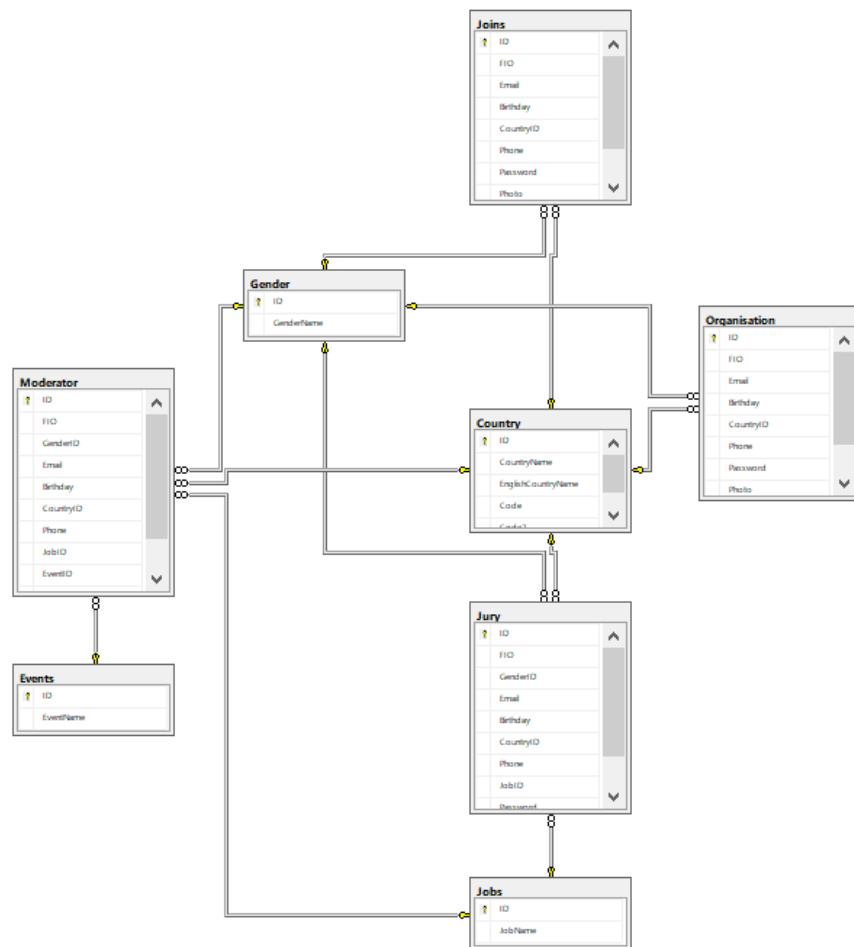 Joins
ID
FIO
Email
Birthday
CountryID
Phone
Password
Photo
Gender
ID
GenderName
Organisation
ID
FIO
Email
Birthday
CountryID
Phone
Password
Photo
Moderator
ID
FIO
GenderID
Email
Birthday
CountryID
Phone
JobID
EventID
Country
ID
CountryName
EnglishCountryName
Code
Code2
Events
ID
EventName
Jury
ID
FIO
GenderID
Email
Birthday
CountryID
Phone
JobID
Password
Jobs
ID
JobName